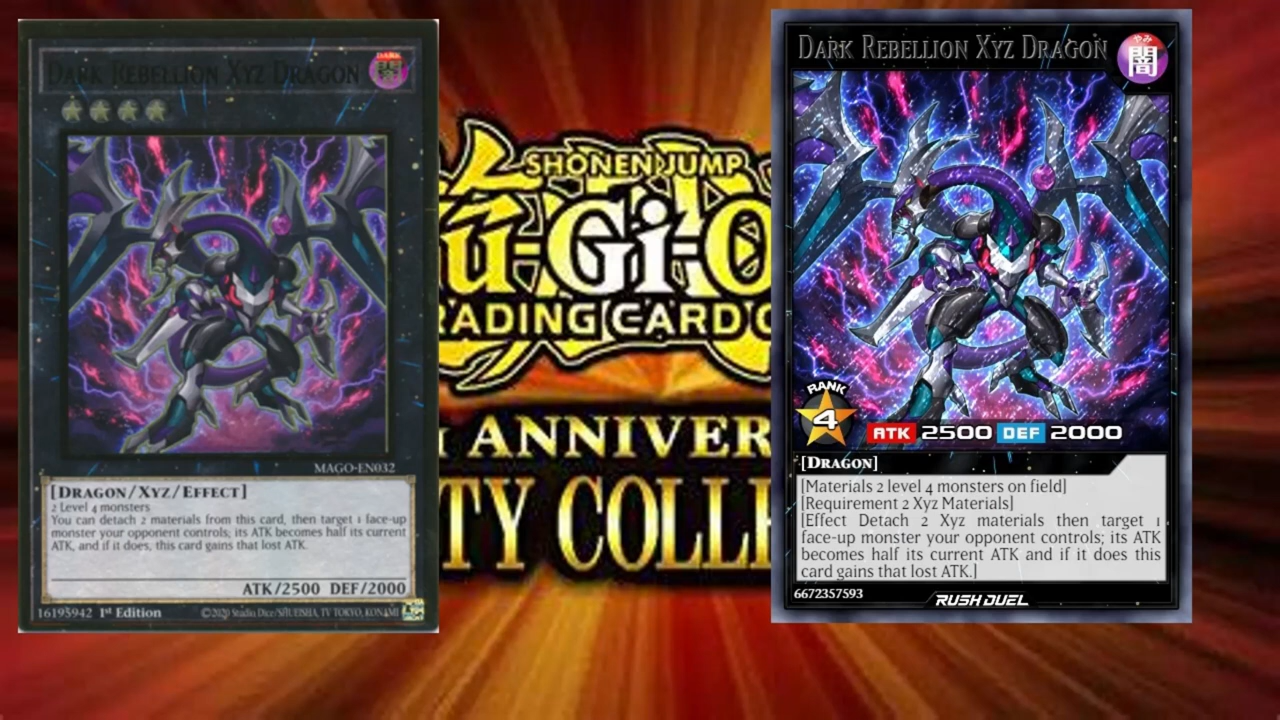 DARK REBELLION XYZ DRAGON
DARK
闇
MAGO-EN032
[DRAGON/XYZ/EFFECT]
2 Level 4 monsters
You can detach 2 materials from this card, then target 1 face-up
monster your opponent controls; its ATK becomes half its current
ATK, and if it does, this card gains that lost ATK.
ATK/2500 DEF/2000
16195942 1st Edition
©2020 Studio Dice/SHUEISHA, TV TOKYO, KONAMI
SHONEN JUMP
Gi-O
RADING CARD
ANNIVER
TY COLLE
DARK REBELLION XYZ DRAGON
やみ
闇
RANK
4
ATK 2500 DEF 2000
[DRAGON]
[Materials 2 level 4 monsters on field]
[Requirement 2 Xyz Materials]
[Effect Detach 2 Xyz materials then target 1
face-up monster your opponent controls; its ATK
becomes half its current ATK and if it does this
card gains that lost ATK.]
6672357593
RUSH DUEL